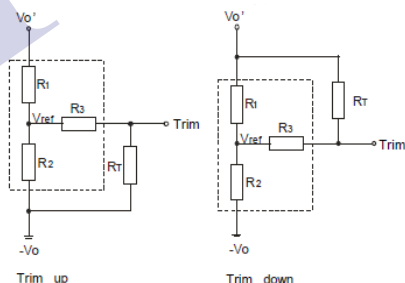 Vo' Vo'
R1 R1
RT
Vref R3 Trim
Vref R3 Trim
R2 RT R2
-Vo -Vo
Trim up Trim down